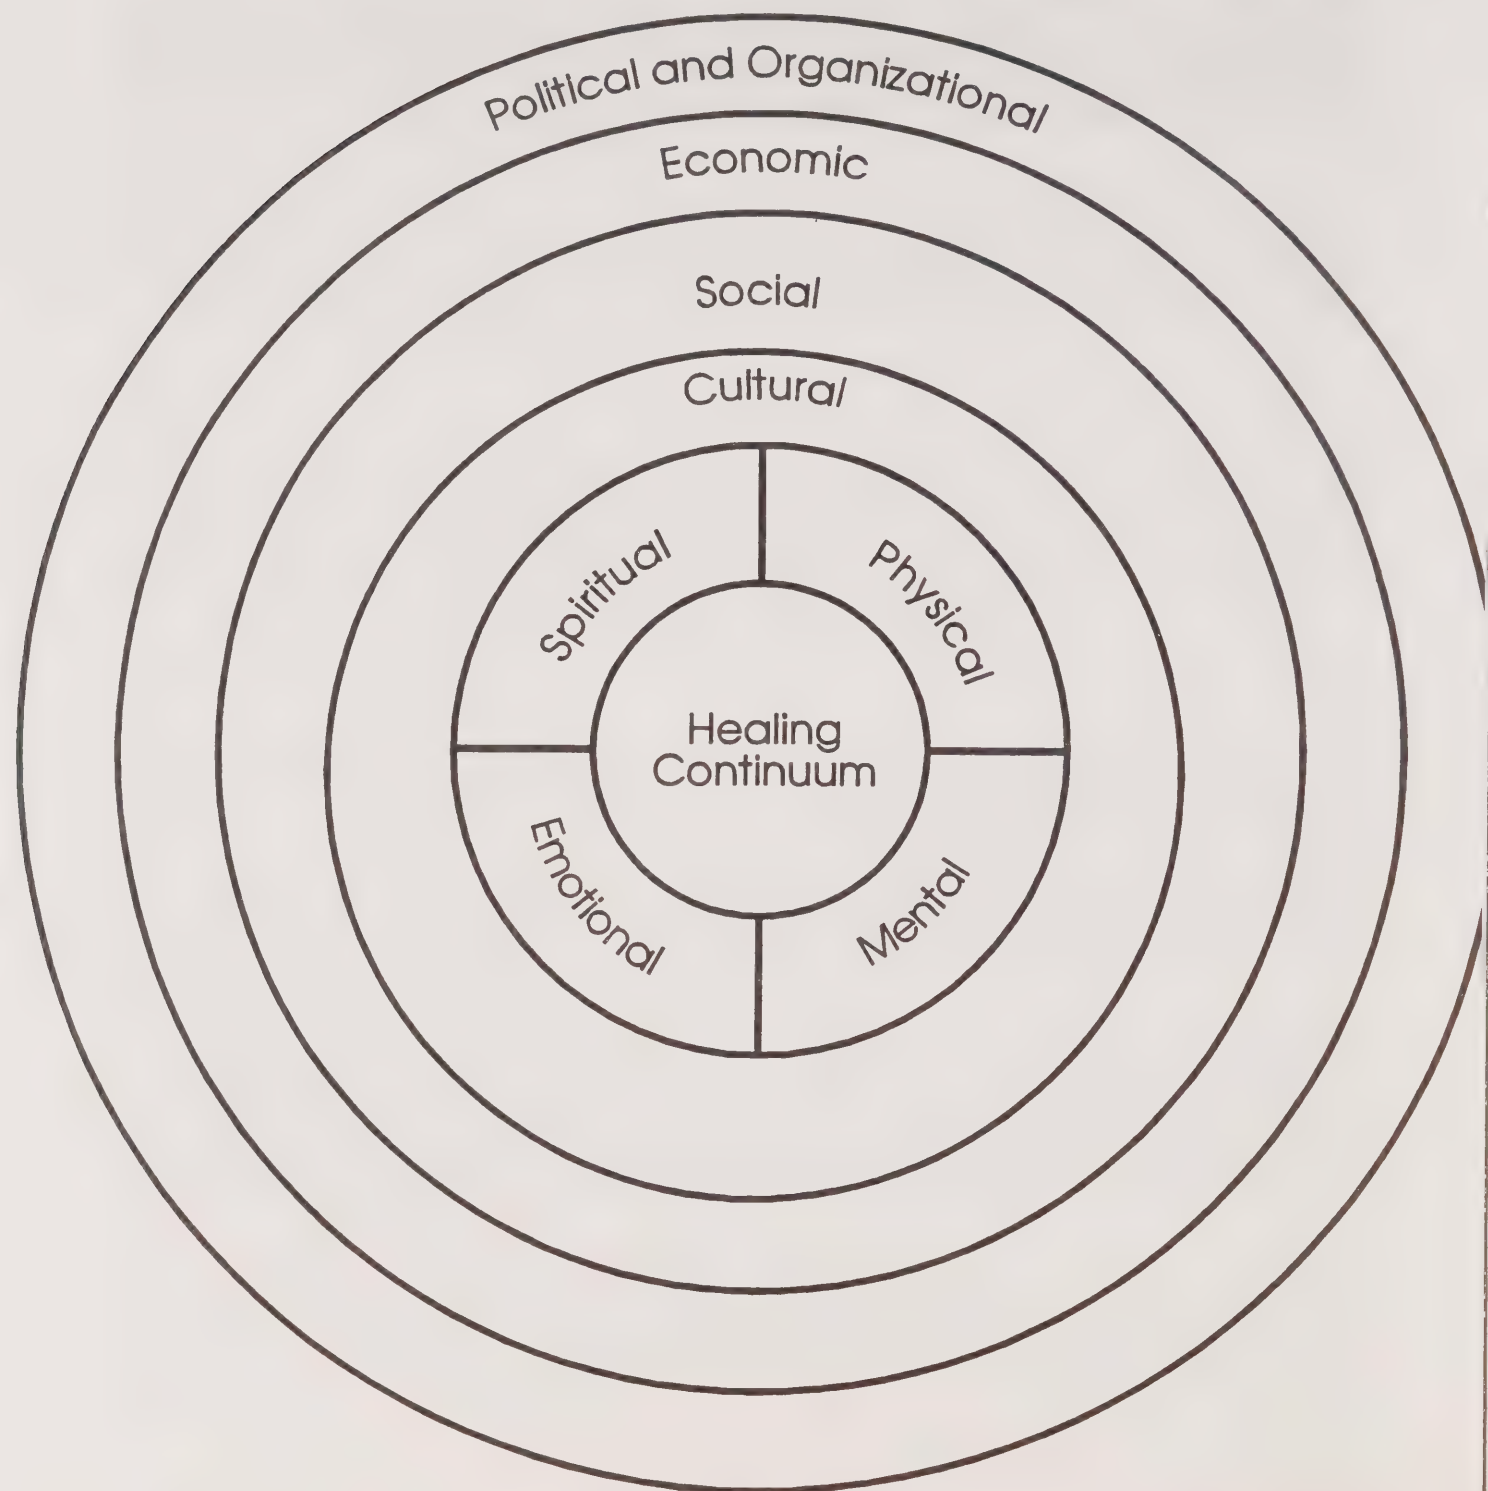 Political and Organizational
Economic
Social
Cultural
Spiritual
Physical
Healing
Continuum
Emotional
Mental